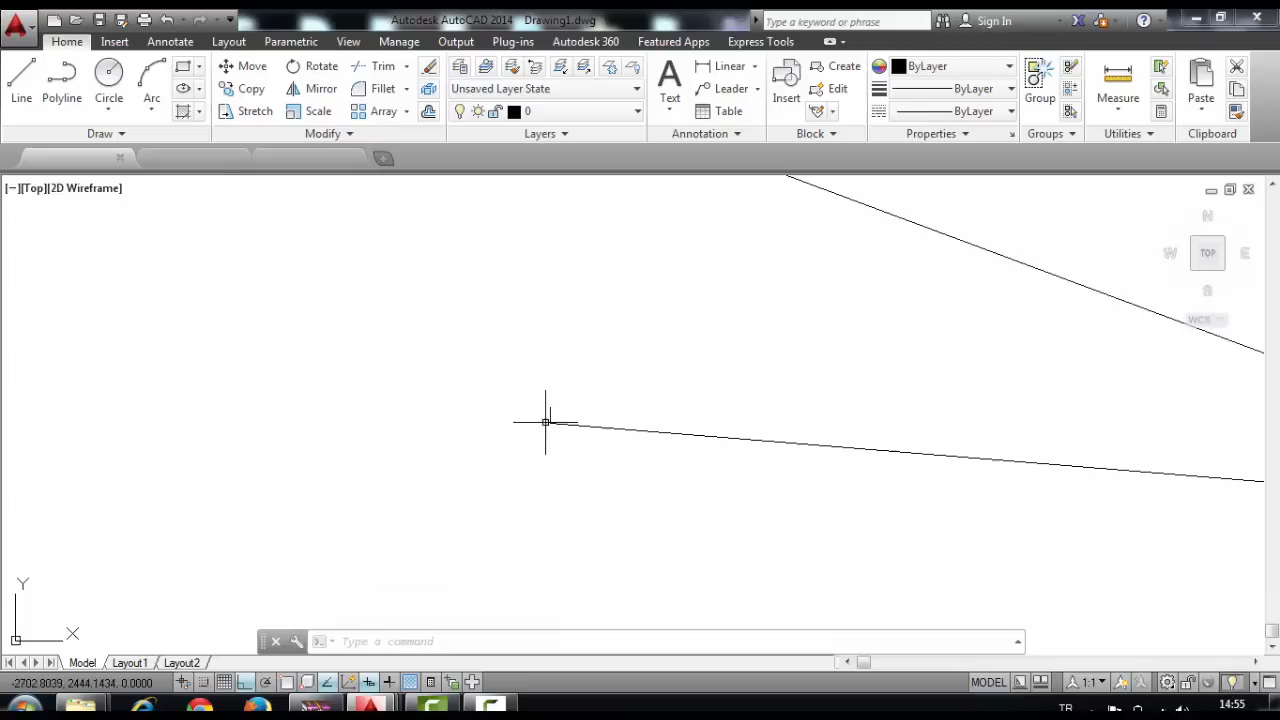 Autodesk AutoCAD 2014 Drawing1.dwg
Type a keyword or phrase
Sign In
Home Insert Annotate Layout Parametric View Manage Output Plug-ins Autodesk 360 Featured Apps Express Tools
Move Rotate Trim
Copy Mirror Fillet
Stretch Scale Array
Line Polyline Circle Arc
Unsaved Layer State
0
Linear
Leader
Table
Text
Create
Edit
Insert
ByLayer
ByLayer
ByLayer
Group
Measure
Paste
Draw Modify Layers Annotation Block Properties Groups Utilities Clipboard
[−][Top][2D Wireframe]
N
W TOP E
S
WCS
Y
X
Type a command
Model Layout1 Layout2
-2702.8039, 2444.1434, 0.0000
MODEL
1:1
TR
14:55